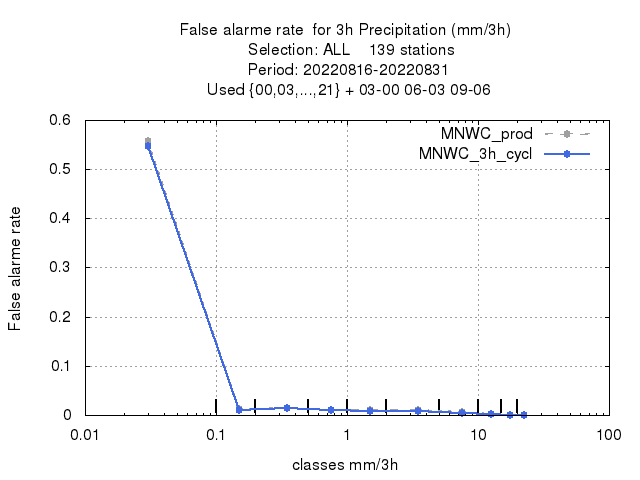 False alarme rate  for 3h Precipitation (mm/3h)
Selection: ALL    139 stations
Period: 20220816-20220831
Used {00,03,...,21} + 03-00 06-03 09-06
MNWC_prod
MNWC_3h_cycl
0.6
0.5
0.4
0.3
0.2
0.1
0
False alarme rate
0.01 0.1 1 10 100
classes mm/3h